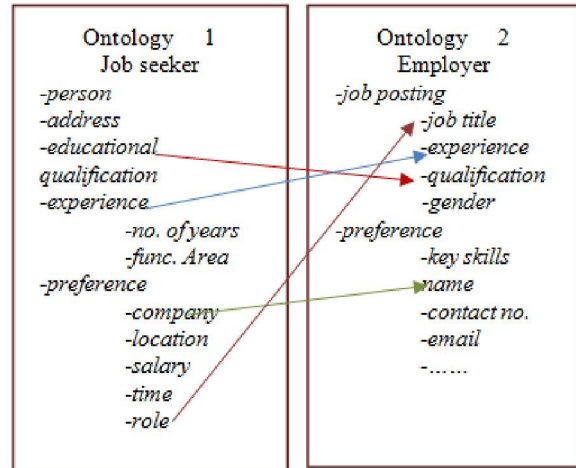 Ontology 1
Job seeker
-person
-address
-educational
qualification
-experience
-no. of years
-func. Area
-preference
-company
-location
-salary
-time
-role
Ontology 2
Employer
-job posting
-job title
-experience
-qualification
-gender
-preference
-key skills
name
-contact no.
-email
-......